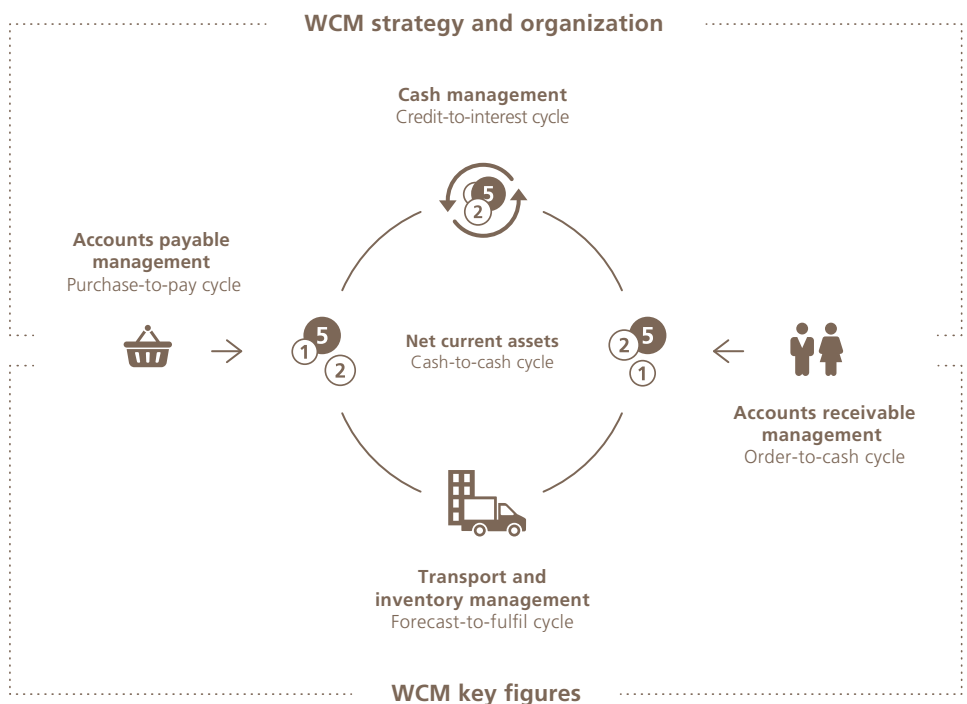 WCM strategy and organization
Cash management
Credit-to-interest cycle
5
2
Accounts payable
management
Purchase-to-pay cycle
5
1
2
Net current assets
Cash-to-cash cycle
5
2
1
Accounts receivable
management
Order-to-cash cycle
Transport and
inventory management
Forecast-to-fulfil cycle
WCM key figures